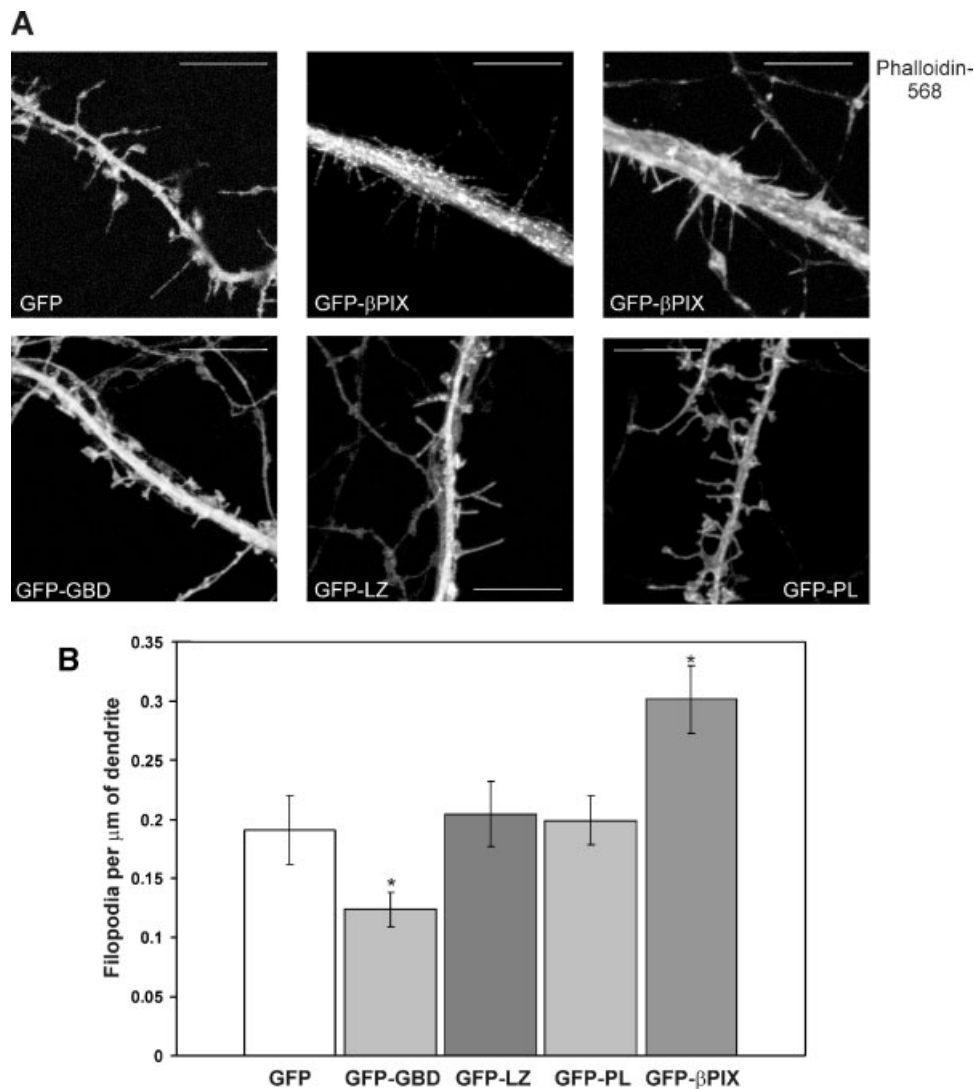 A
Phalloidin-
568
GFP
GFP-βPIX
GFP-βPIX
GFP-GBD
GFP-LZ
GFP-PL
B
0.35
0.3
0.25
0.2
0.15
0.1
0.05
0
Filopodia per μm of dendrite
*
*
GFP
GFP-GBD
GFP-LZ
GFP-PL
GFP-βPIX